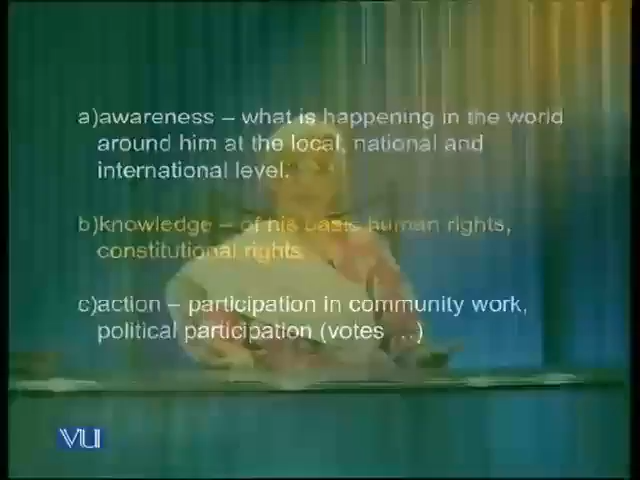 a)awareness – what is happening in the world
around him at the local, national and
international level.
b)knowledge – of his basic human rights,
constitutional rights
c)action – participation in community work,
political participation (votes …)
VU